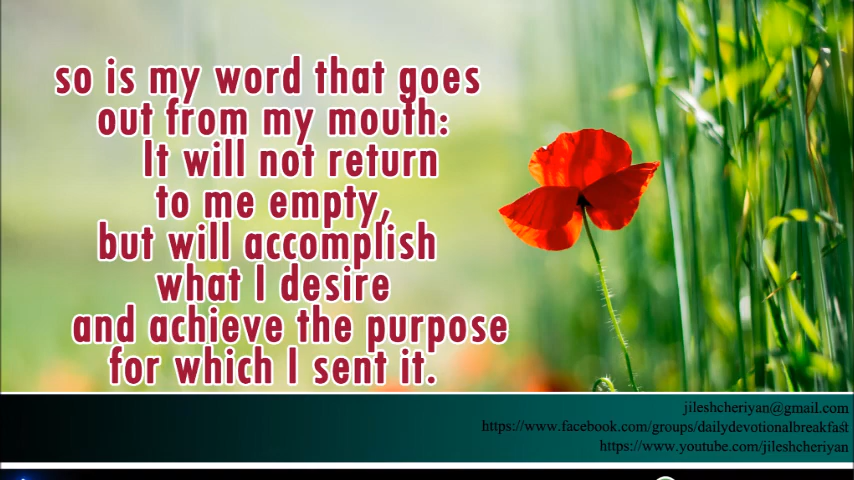 so is my word that goes
out from my mouth:
It will not return
to me empty,
but will accomplish
what I desire
and achieve the purpose
for which I sent it.
jileshcheriyan@gmail.com
https://www.facebook.com/groups/dailydevotionalbreakfast
https://www.youtube.com/jileshcheriyan